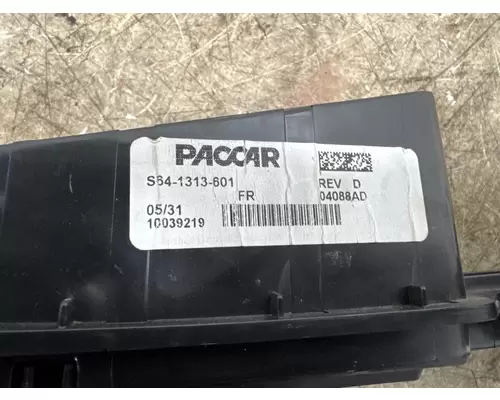 PACCAR
S64-1313-601 REV D
FR 04088AD
05/31
10039219